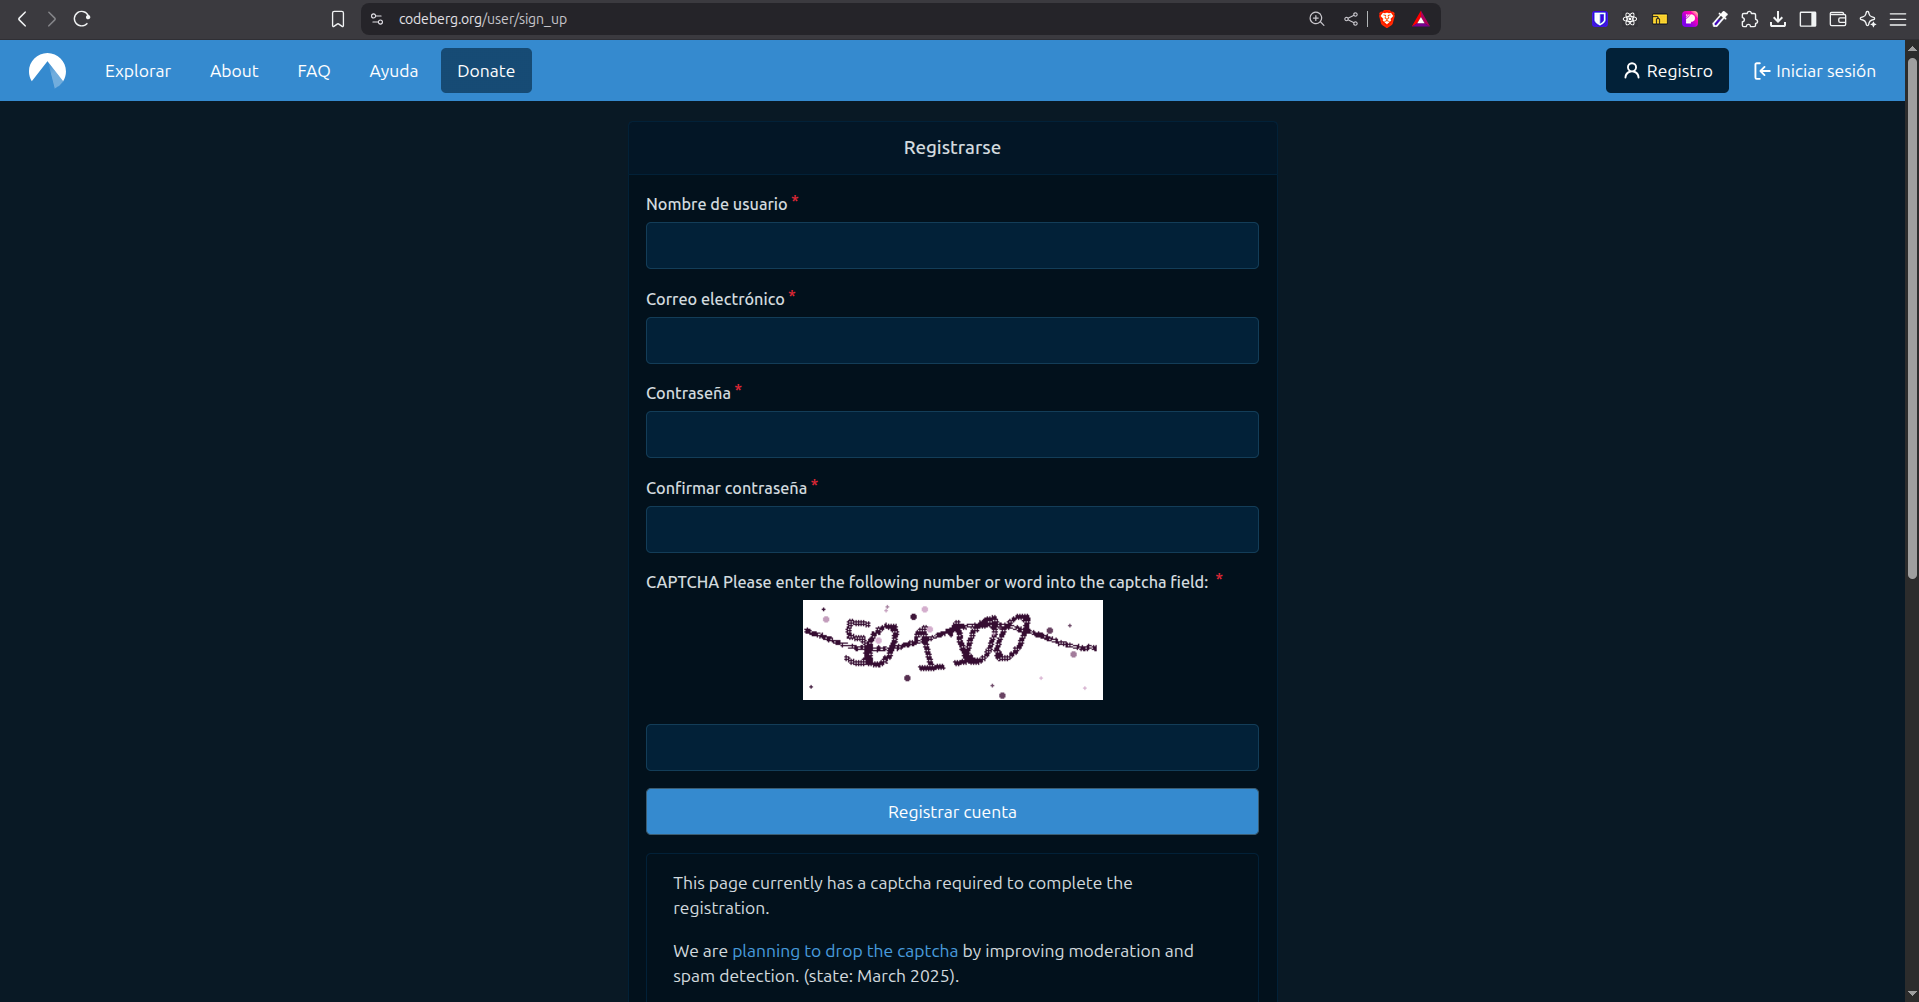 codeberg.org/user/sign_up
Explorar
About
FAQ
Ayuda
Donate
Registro
Iniciar sesión
Registrarse
Nombre de usuario *
Correo electrónico *
Contraseña *
Confirmar contraseña *
CAPTCHA Please enter the following number or word into the captcha field: *
Registrar cuenta
This page currently has a captcha required to complete the
registration.
We are planning to drop the captcha by improving moderation and
spam detection. (state: March 2025).